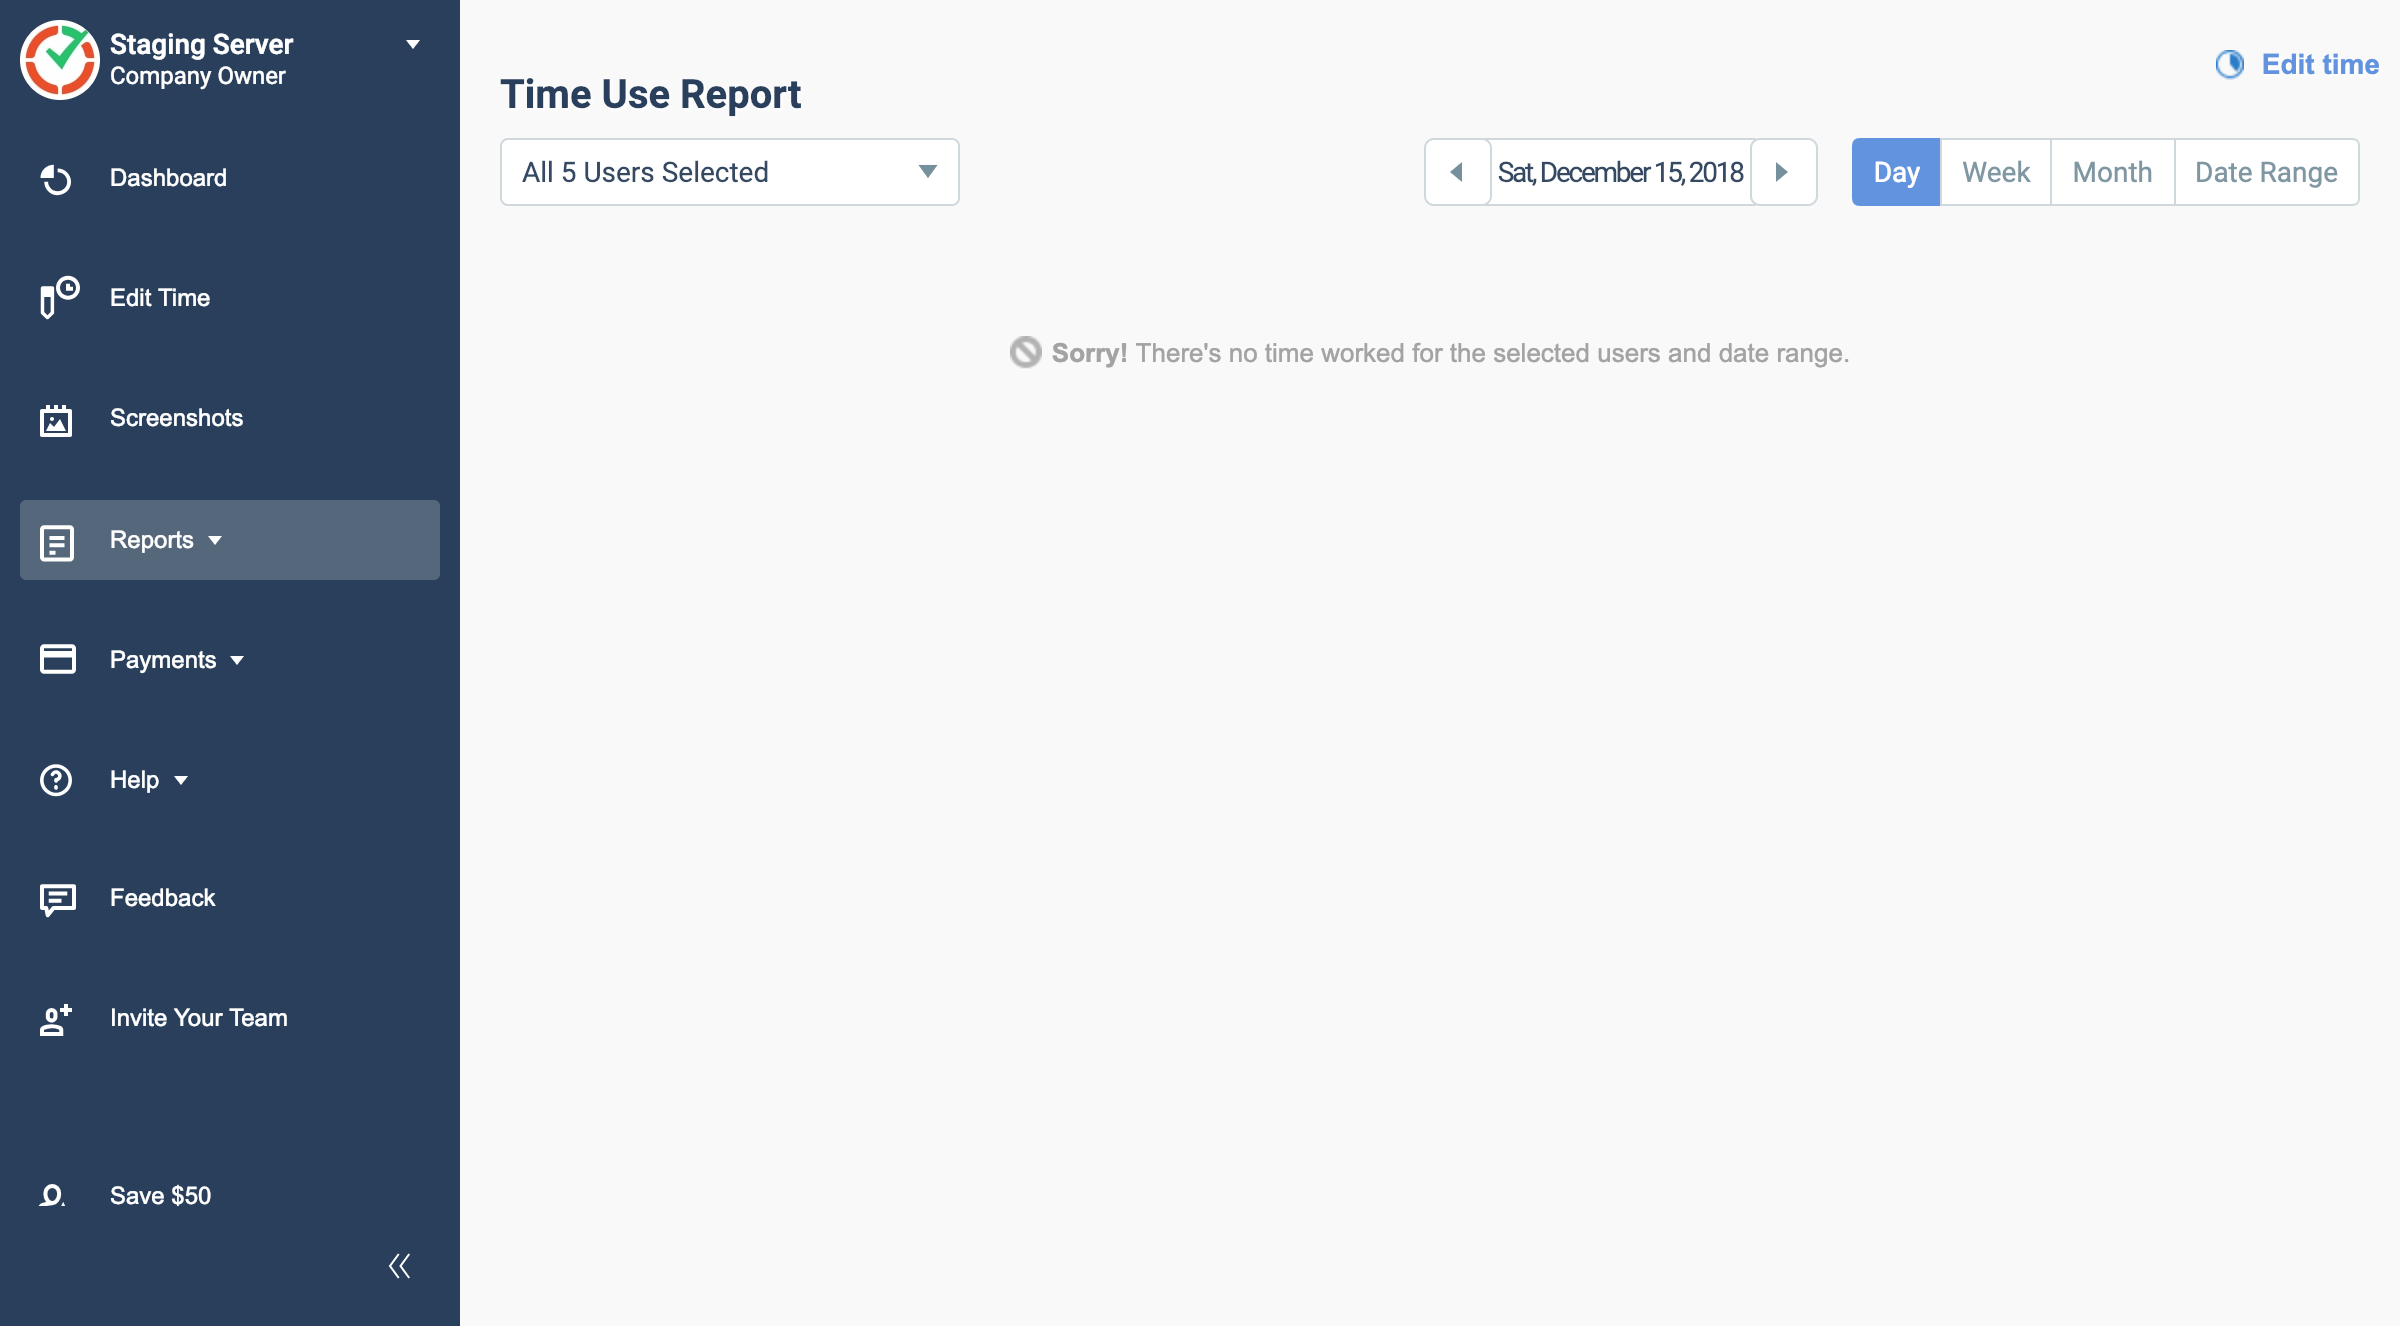 Staging Server
Company Owner
Dashboard
Edit Time
Screenshots
Reports
Payments
Help
Feedback
Invite Your Team
Save $50
Edit time
Time Use Report
All 5 Users Selected
Sat, December 15, 2018
Day
Week
Month
Date Range
Sorry! There's no time worked for the selected users and date range.